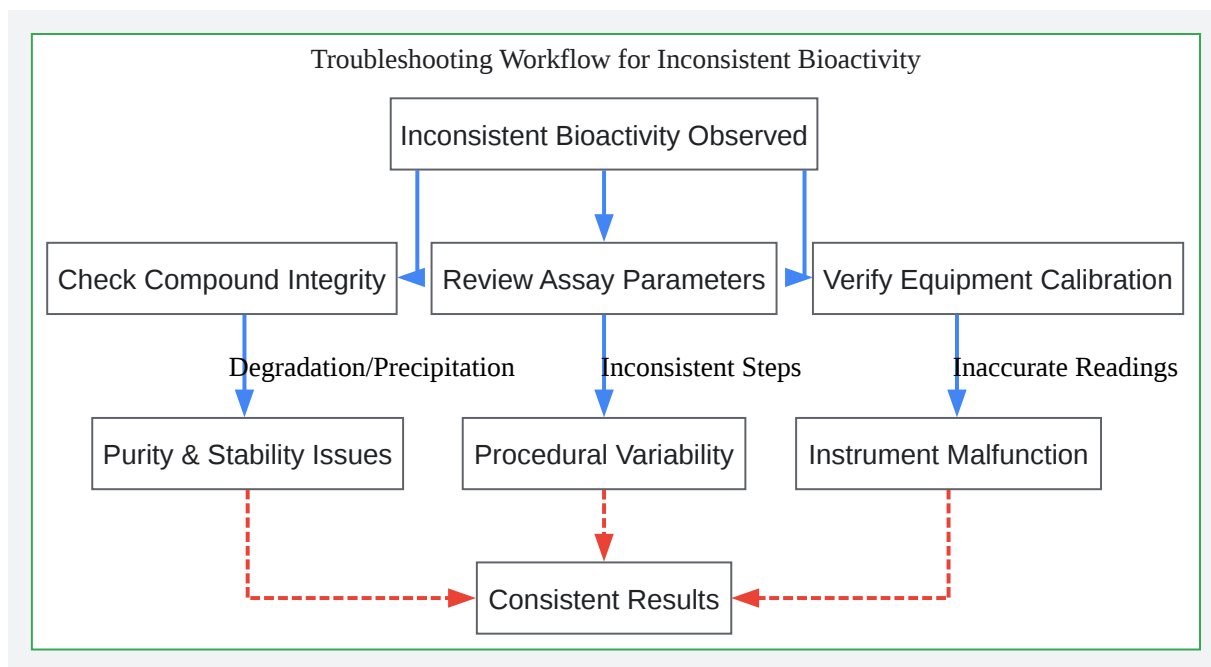 Troubleshooting Workflow for Inconsistent Bioactivity
Inconsistent Bioactivity Observed
Check Compound Integrity
Review Assay Parameters
Verify Equipment Calibration
Degradation/Precipitation
Inconsistent Steps
Inaccurate Readings
Purity & Stability Issues
Procedural Variability
Instrument Malfunction
Consistent Results